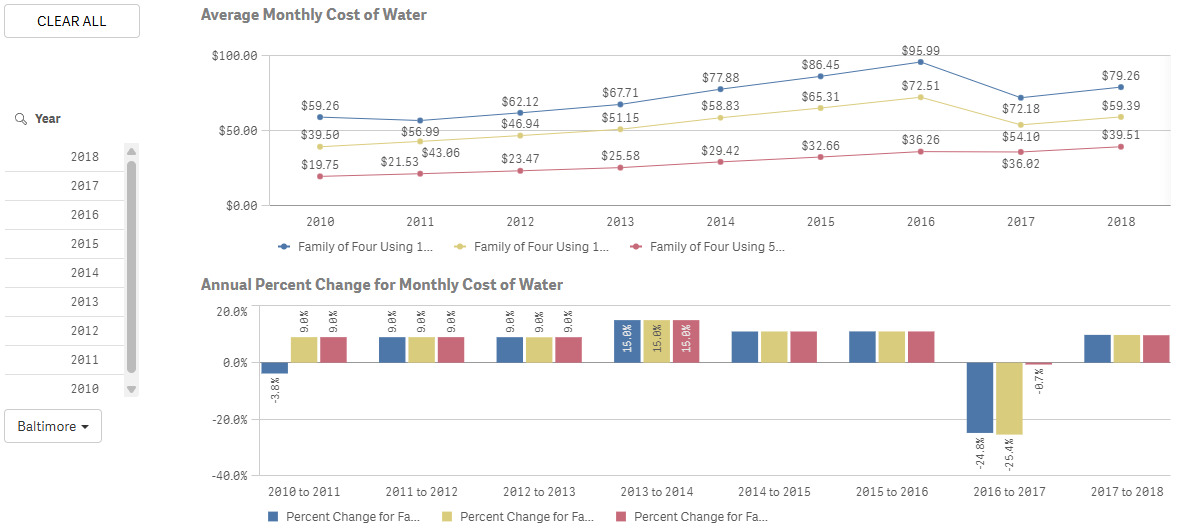 CLEAR ALL
Year
2018
2017
2016
2015
2014
2013
2012
2011
2010
Baltimore
Average Monthly Cost of Water
$100.00
$50.00
$0.00
$59.26 $56.99 $62.12 $67.71 $77.88 $86.45 $95.99 $72.18 $79.26
$39.50 $43.06 $46.94 $51.15 $58.83 $65.31 $72.51 $54.10 $59.39
$19.75 $21.53 $23.47 $25.58 $29.42 $32.66 $36.26 $36.02 $39.51
2010 2011 2012 2013 2014 2015 2016 2017 2018
Family of Four Using 1... Family of Four Using 1... Family of Four Using 5...
Annual Percent Change for Monthly Cost of Water
20.0%
0.0%
-20.0%
-40.0%
-3.8% 9.0% 9.0% 9.0% 9.0% 9.0% 9.0% 9.0% 9.0% 15.0% 15.0% 15.0% -24.8% -25.4% -0.7%
2010 to 2011 2011 to 2012 2012 to 2013 2013 to 2014 2014 to 2015 2015 to 2016 2016 to 2017 2017 to 2018
Percent Change for Fa... Percent Change for Fa... Percent Change for Fa...